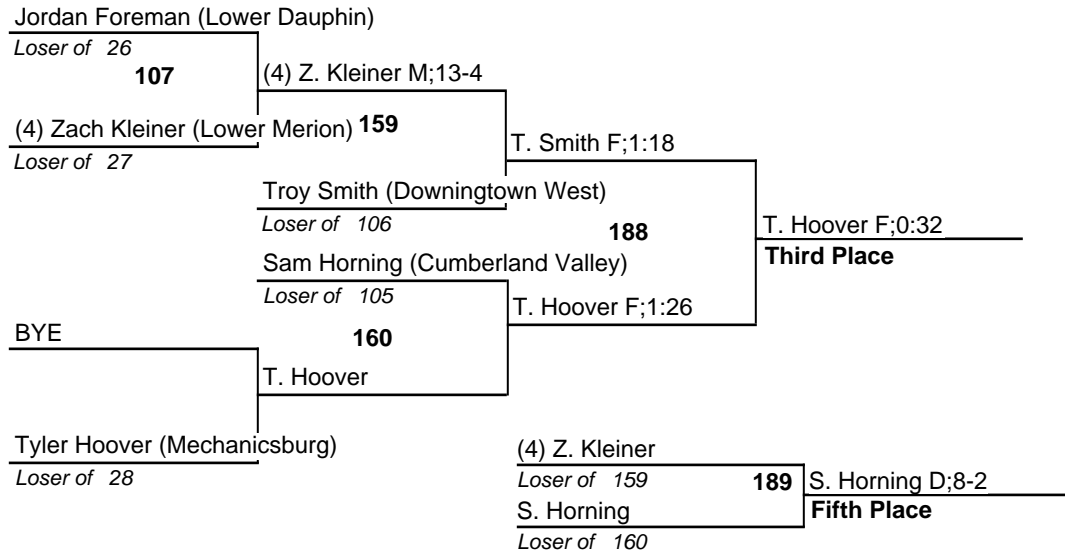 Jordan Foreman (Lower Dauphin)
Loser of 26
107
(4) Z. Kleiner M;13-4
(4) Zach Kleiner (Lower Merion)
159
Loser of 27
T. Smith F;1:18
Troy Smith (Downingtown West)
Loser of 106
188
T. Hoover F;0:32
Third Place
Sam Horning (Cumberland Valley)
Loser of 105
T. Hoover F;1:26
BYE
160
T. Hoover
Tyler Hoover (Mechanicsburg)
Loser of 28
(4) Z. Kleiner
Loser of 159
189
S. Horning D;8-2
S. Horning
Fifth Place
Loser of 160